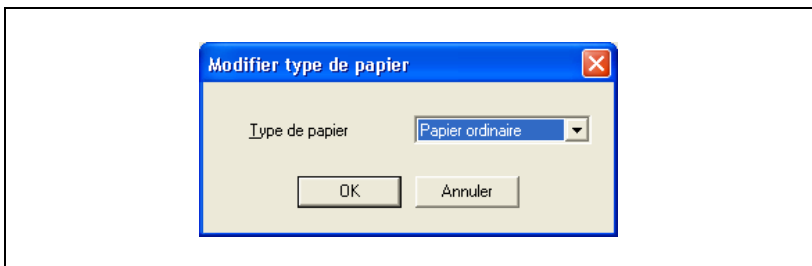 Modifier type de papier
Type de papier Papier ordinaire
OK Annuler